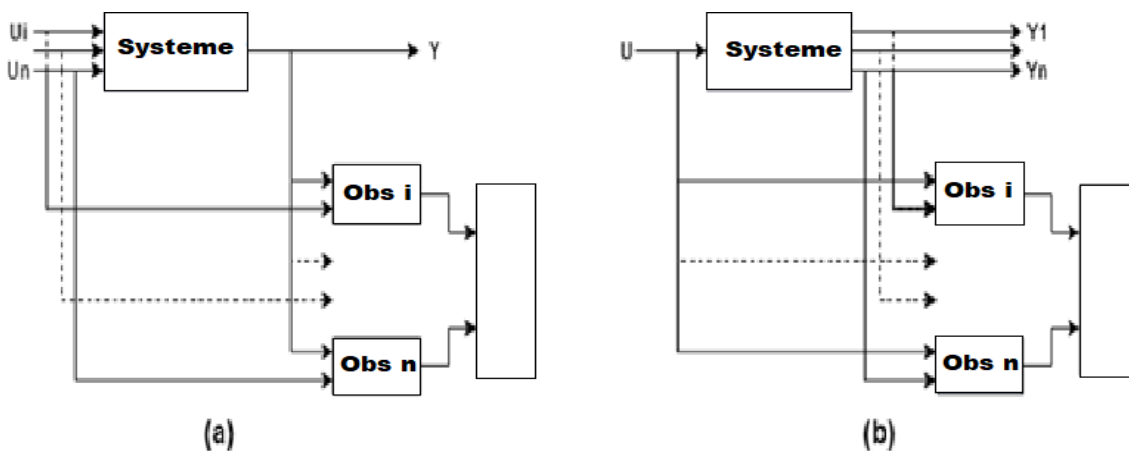 Ui
Un
Systeme
Y
Obs i
Obs n
(a)
U
Systeme
Y1
Yn
Obs i
Obs n
(b)